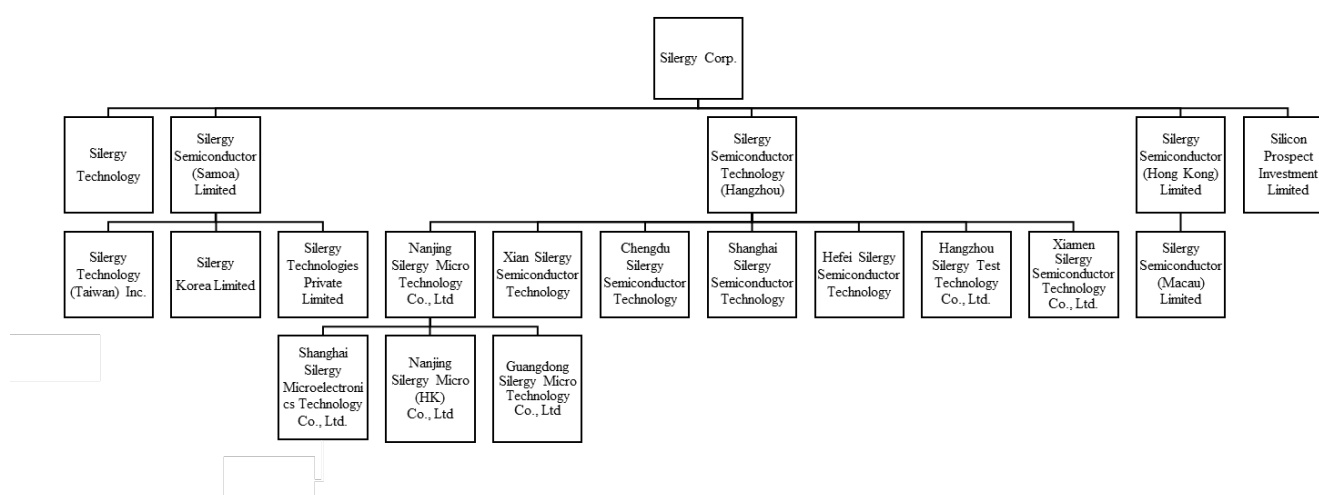 Silergy Corp.
Silergy
Technology
Silergy
Semiconductor
(Samoa)
Limited
Silergy
Semiconductor
Technology
(Hangzhou)
Silergy
Semiconductor
(Hong Kong)
Limited
Silicon
Prospect
Investment
Limited
Silergy
Technology
(Taiwan) Inc.
Silergy
Korea Limited
Silergy
Technologies
Private
Limited
Nanjing
Silergy Micro
Technology
Co., Ltd
Xian Silergy
Semiconductor
Technology
Chengdu
Silergy
Semiconductor
Technology
Shanghai
Silergy
Semiconductor
Technology
Hefei Silergy
Semiconductor
Technology
Hangzhou
Silergy Test
Technology
Co., Ltd.
Xiamen
Silergy
Semiconductor
Technology
Co., Ltd.
Silergy
Semiconductor
(Macau)
Limited
Shanghai
Silergy
Microelectroni
cs Technology
Co., Ltd.
Nanjing
Silergy Micro
(HK)
Co., Ltd
Guangdong
Silergy Micro
Technology
Co., Ltd